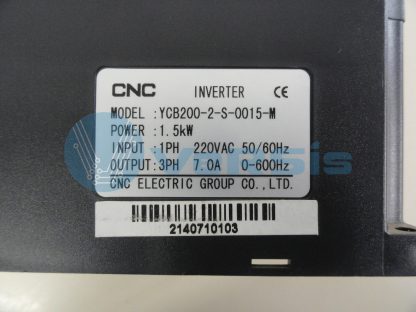 CNC INVERTER CE
MODEL :YCB200-2-S-0015-M
POWER :1.5kW
INPUT :1PH 220VAC 50/60Hz
OUTPUT:3PH 7.0A 0-600Hz
CNC ELECTRIC GROUP CO.,LTD.
2140710103